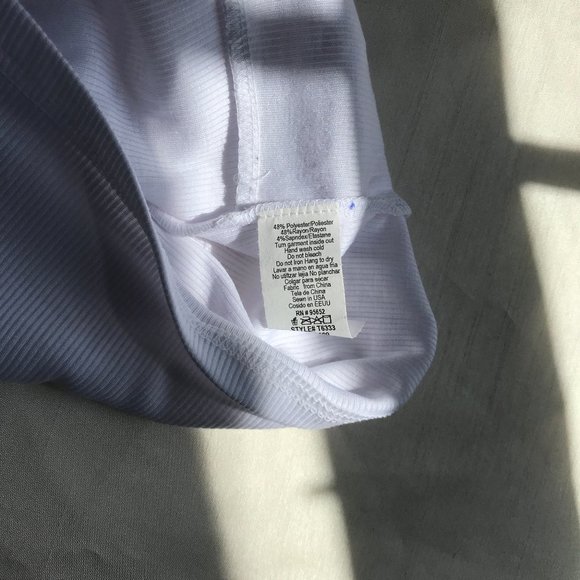 48% Polyester/Poliester
48%Rayon/Rayon
4%Sapndex/Elastane
Turn garment inside out
Hand wash cold
Do not bleach
Do not Iron Hang to dry
Lavar a mano en agua fria
No utilizar lejia No planchar
Colgar para secar
Fabric from China
Tela de China
Sewn in USA
Cosido en EEUU
RN # 95652
STYLE# T6333